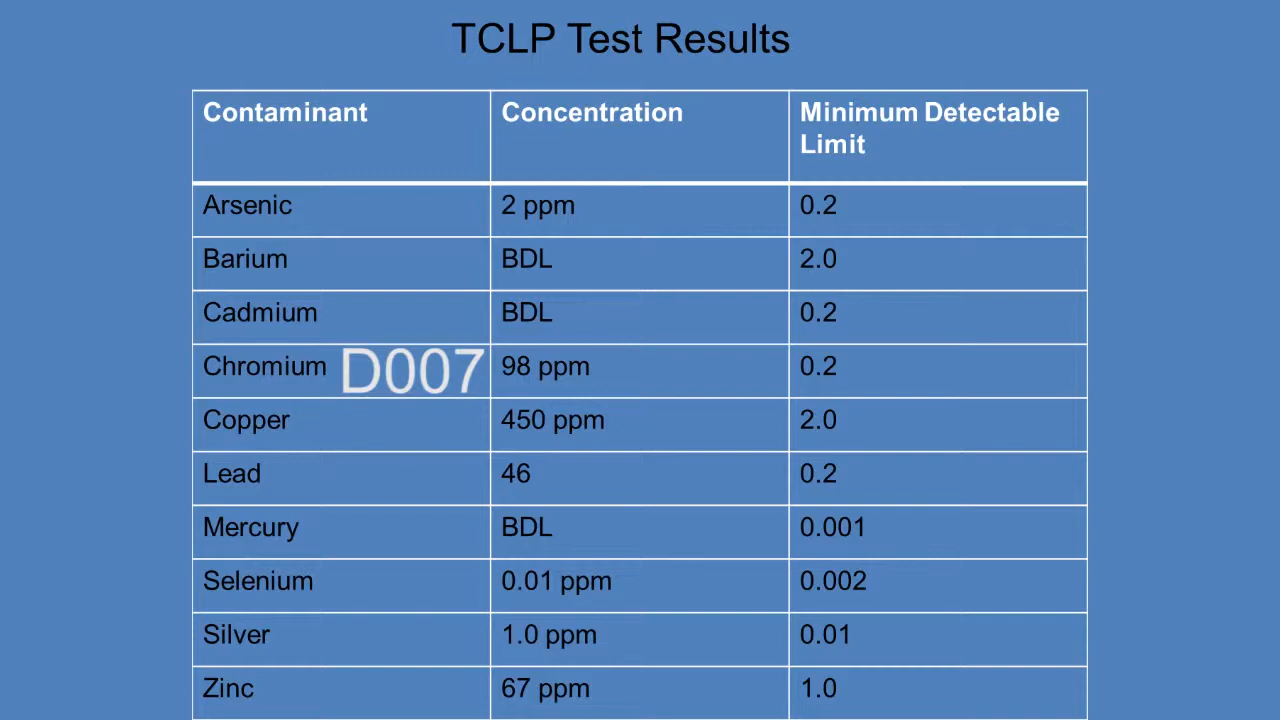 TCLP Test Results
Contaminant Concentration Minimum Detectable
Limit
Arsenic 2 ppm 0.2
Barium BDL 2.0
Cadmium BDL 0.2
Chromium D007 98 ppm 0.2
Copper 450 ppm 2.0
Lead 46 0.2
Mercury BDL 0.001
Selenium 0.01 ppm 0.002
Silver 1.0 ppm 0.01
Zinc 67 ppm 1.0